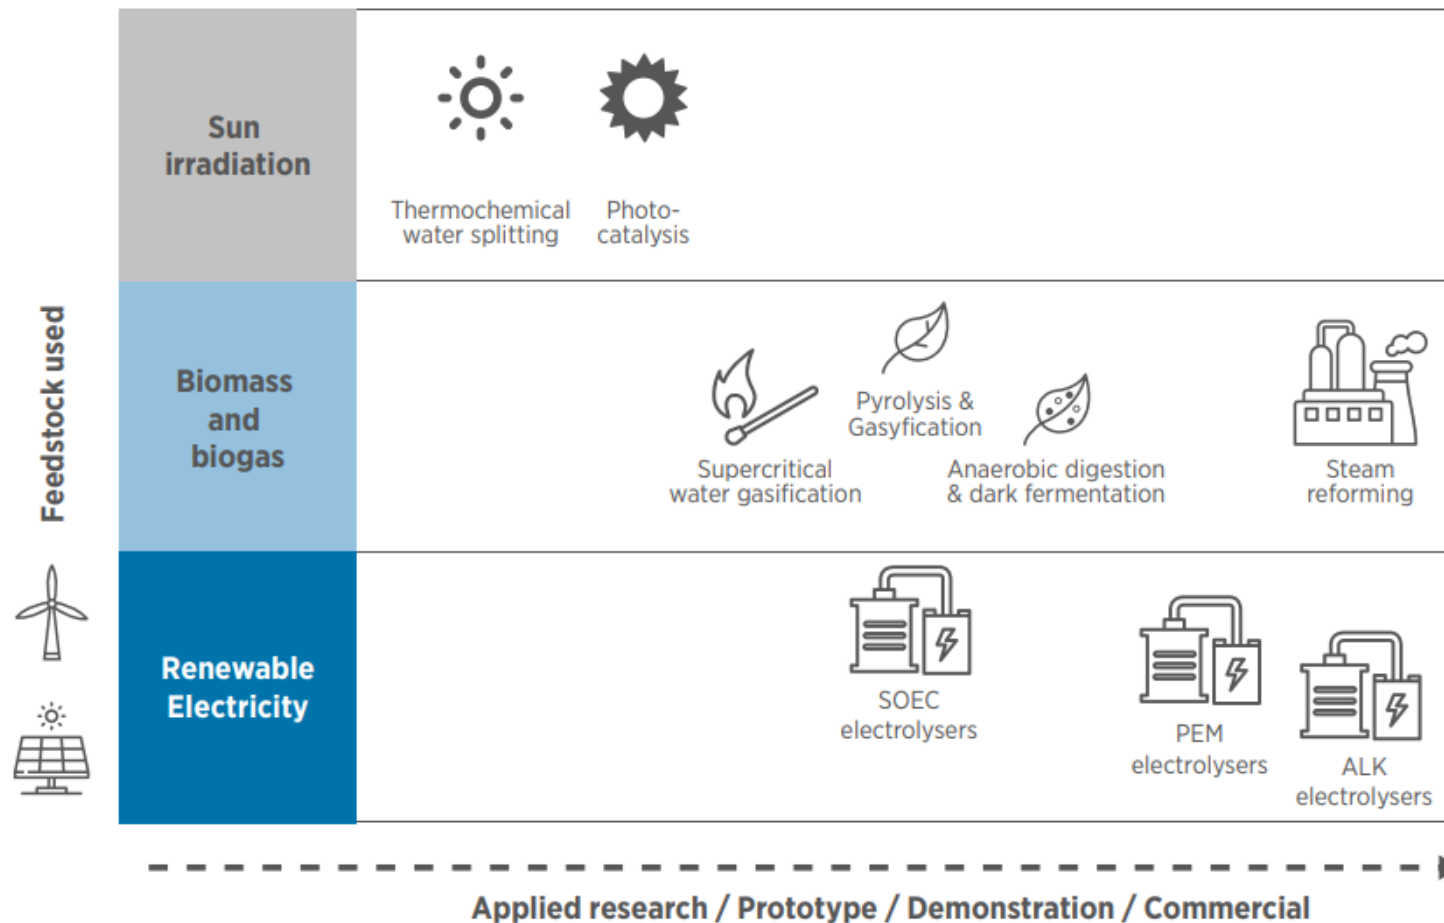 Feedstock used
Sun
irradiation
Thermochemical
water splitting
Photo-
catalysis
Biomass
and
biogas
Supercritical
water gasification
Pyrolysis &
Gasyfication
Anaerobic digestion
& dark fermentation
Steam
reforming
Renewable
Electricity
SOEC
electrolysers
PEM
electrolysers
ALK
electrolysers
Applied research / Prototype / Demonstration / Commercial